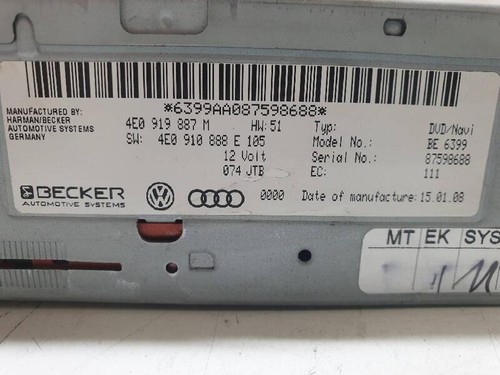 *6399AA087598688*
MANUFACTURED BY:
HARMAN/BECKER
AUTOMOTIVE SYSTEMS
GERMANY
4E0 919 887 M HW: 51 Typ: DVD/Navi
SW: 4E0 910 888 E 105 Model No.: BE 6399
12 Volt Serial No.: 87598688
074 JTB EC: 111
BECKER
AUTOMOTIVE SYSTEMS
0000 Date of manufacture: 15.01.08
MT EK SYS